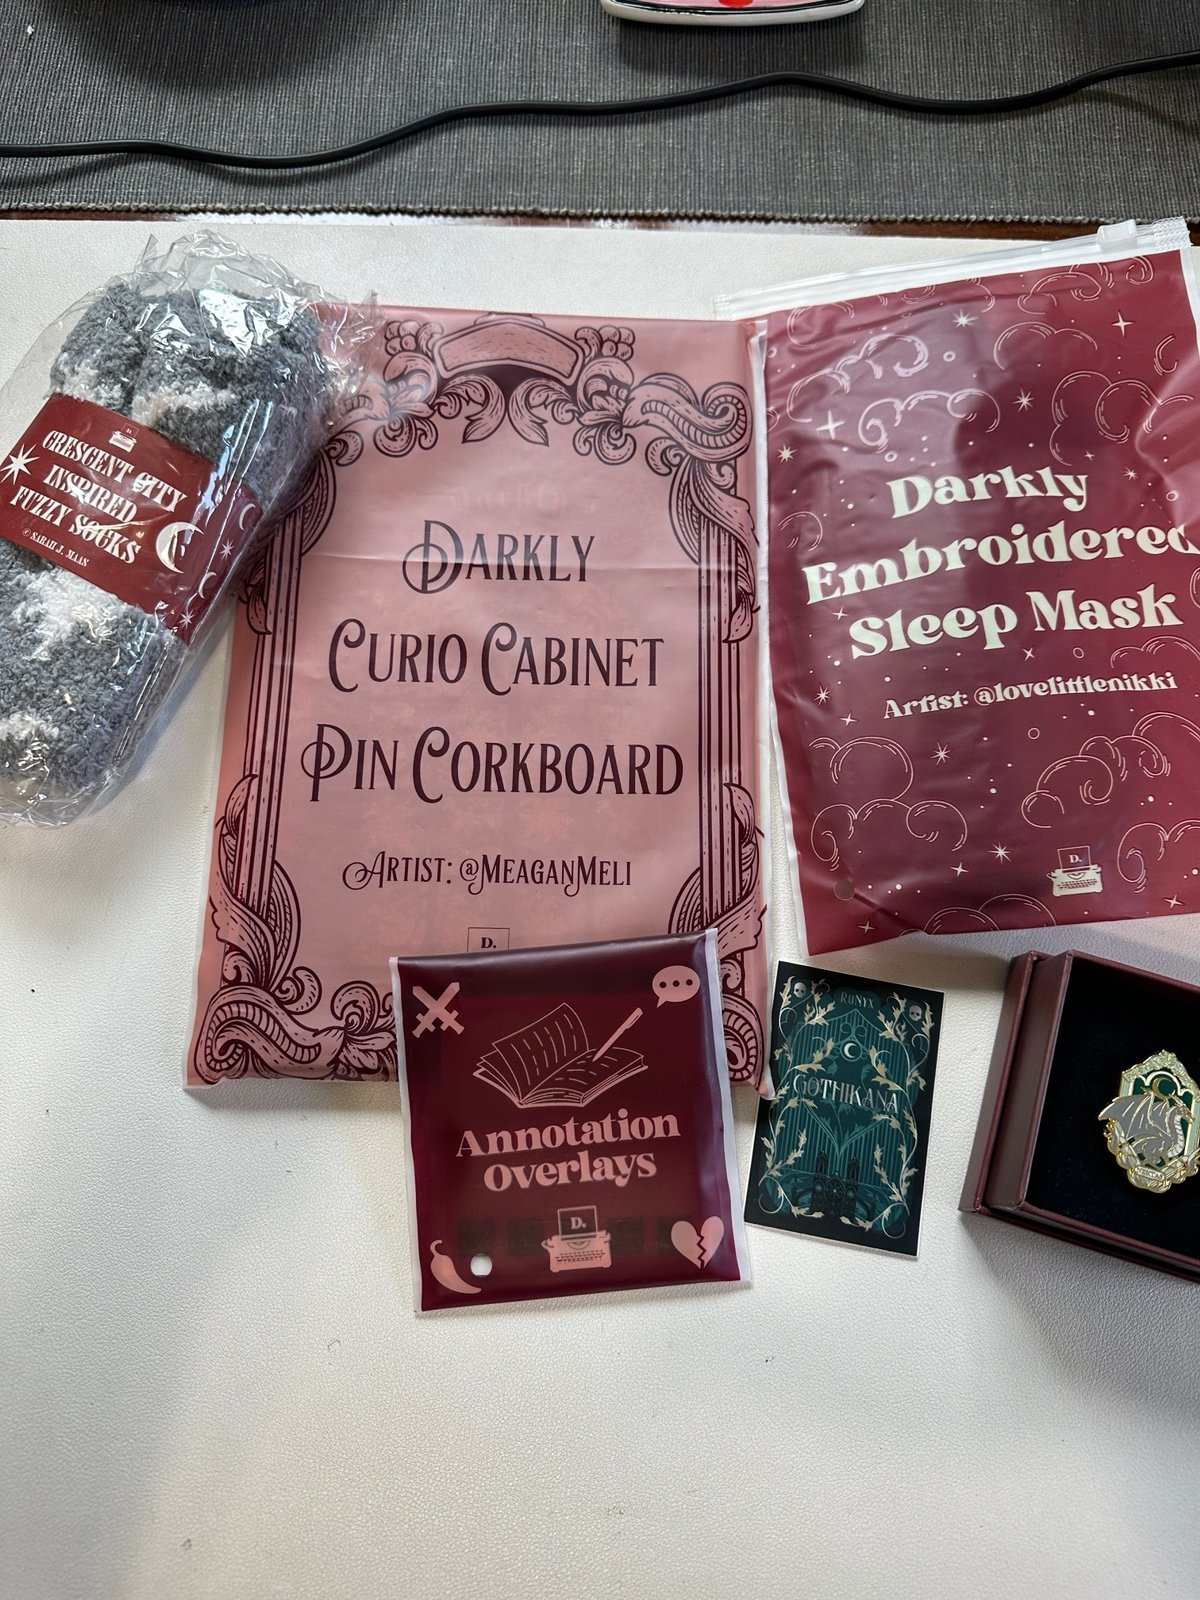 CRESCENT CITY
INSPIRED
FUZZY SOCKS
© SARAH J. MAAS
DARKLY
CURIO CABINET
PIN CORKBOARD
ARTIST: @MEAGANMELI
D.
Darkly
Embroidered
Sleep Mask
Artist: @lovelittlenikki
D.
Annotation
Overlays
D.
RUNYX
GOTHIKANA